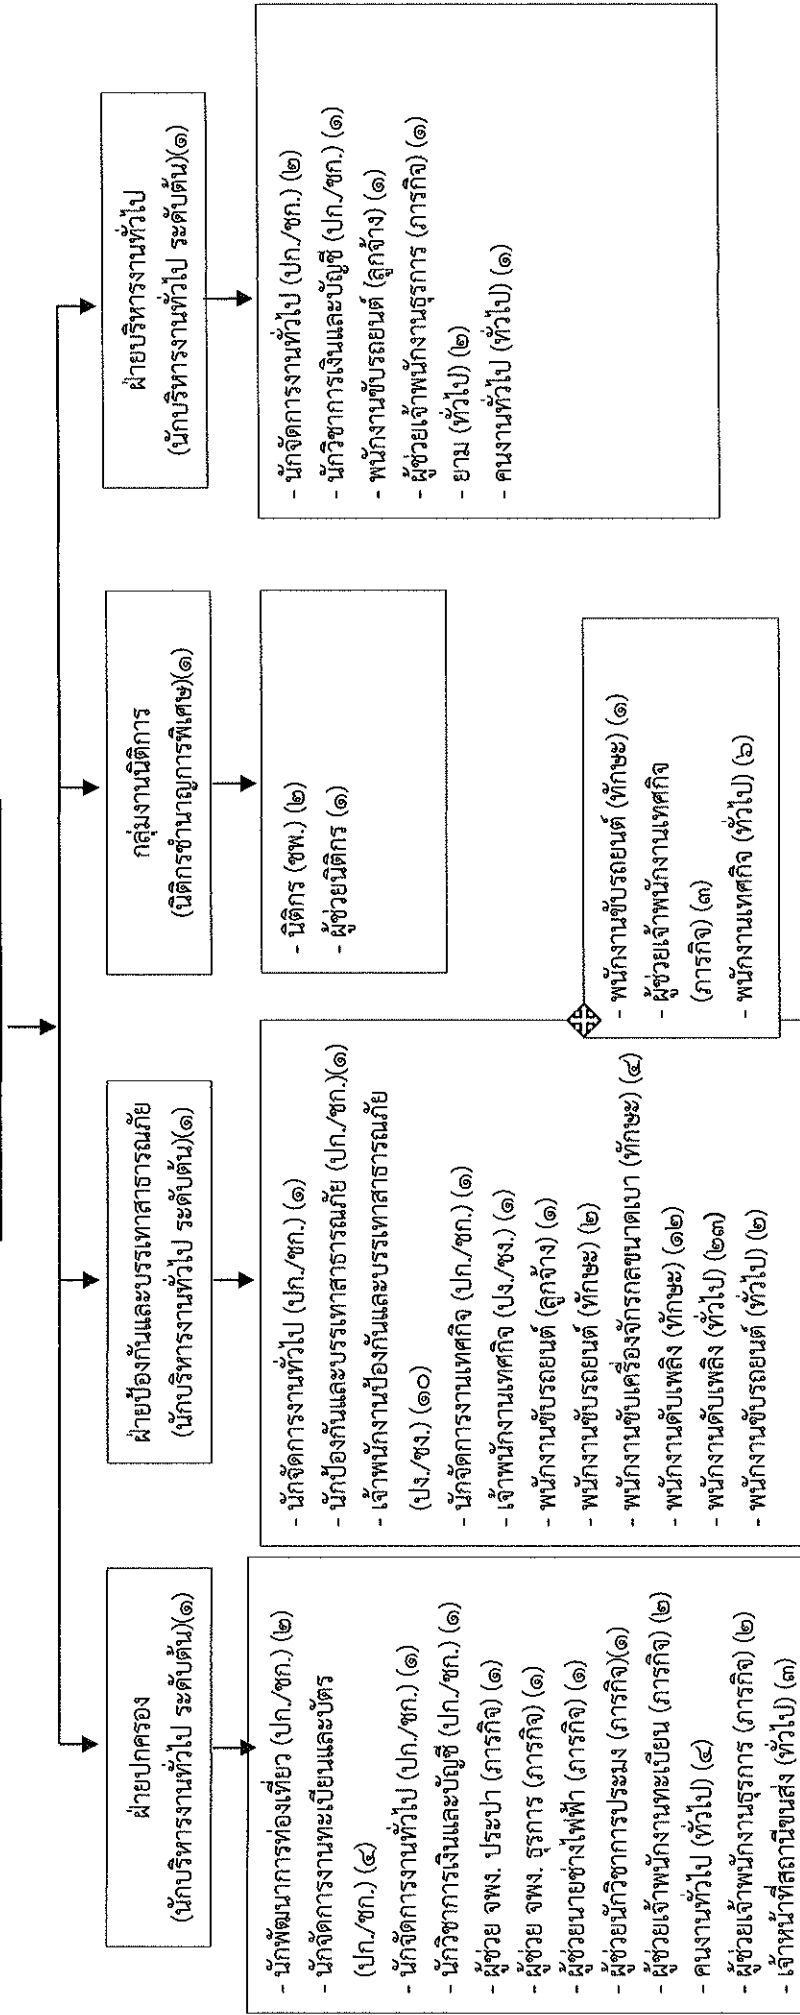 ฝ่ายปกครอง
(นักบริหารงานทั่วไป ระดับต้น)(๑)
- นักพัฒนาการท่องเที่ยว (ปก./ชก.) (๒)
- นักจัดการงานทะเบียนและบัตร
(ปก./ชก.) (๔)
- นักจัดการงานทั่วไป (ปก./ชก.) (๑)
- นักวิชาการเงินและบัญชี (ปก./ชก.) (๑)
- ผู้ช่วย จพง. ประปา (ภารกิจ) (๑)
- ผู้ช่วย จพง. ธุรการ (ภารกิจ) (๑)
- ผู้ช่วยนายช่างไฟฟ้า (ภารกิจ) (๑)
- ผู้ช่วยนักวิชาการประมง (ภารกิจ)(๑)
- ผู้ช่วยเจ้าพนักงานทะเบียน (ภารกิจ) (๒)
- คนงานทั่วไป (ทั่วไป) (๔)
- ผู้ช่วยเจ้าพนักงานธุรการ (ภารกิจ) (๒)
- เจ้าหน้าที่สถานีขนส่ง (ทั่วไป) (๓)
ฝ่ายป้องกันและบรรเทาสาธารณภัย
(นักบริหารงานทั่วไป ระดับต้น)(๑)
- นักจัดการงานทั่วไป (ปก./ชก.) (๑)
- นักป้องกันและบรรเทาสาธารณภัย (ปก./ชก.)(๑)
- เจ้าพนักงานป้องกันและบรรเทาสาธารณภัย
(ปง./ชง.) (๑๐)
- นักจัดการงานเทศกิจ (ปก./ชก.) (๑)
- เจ้าพนักงานเทศกิจ (ปง./ชง.) (๑)
- พนักงานขับรถยนต์ (ลูกจ้าง) (๑)
- พนักงานขับรถยนต์ (ทักษะ) (๒)
- พนักงานขับเครื่องจักรกลขนาดเบา (ทักษะ) (๔)
- พนักงานดับเพลิง (ทักษะ) (๑๒)
- พนักงานดับเพลิง (ทั่วไป) (๒๓)
- พนักงานขับรถยนต์ (ทั่วไป) (๒)
- พนักงานขับรถยนต์ (ทักษะ) (๑)
- ผู้ช่วยเจ้าพนักงานเทศกิจ
(ภารกิจ) (๓)
- พนักงานเทศกิจ (ทั่วไป) (๖)
กลุ่มงานนิติการ
(นิติกรชำนาญการพิเศษ)(๑)
- นิติกร (ชพ.) (๒)
- ผู้ช่วยนิติกร (๑)
ฝ่ายบริหารงานทั่วไป
(นักบริหารงานทั่วไป ระดับต้น)(๑)
- นักจัดการงานทั่วไป (ปก./ชก.) (๒)
- นักวิชาการเงินและบัญชี (ปก./ชก.) (๑)
- พนักงานขับรถยนต์ (ลูกจ้าง) (๑)
- ผู้ช่วยเจ้าพนักงานธุรการ (ภารกิจ) (๑)
- ยาม (ทั่วไป) (๒)
- คนงานทั่วไป (ทั่วไป) (๑)